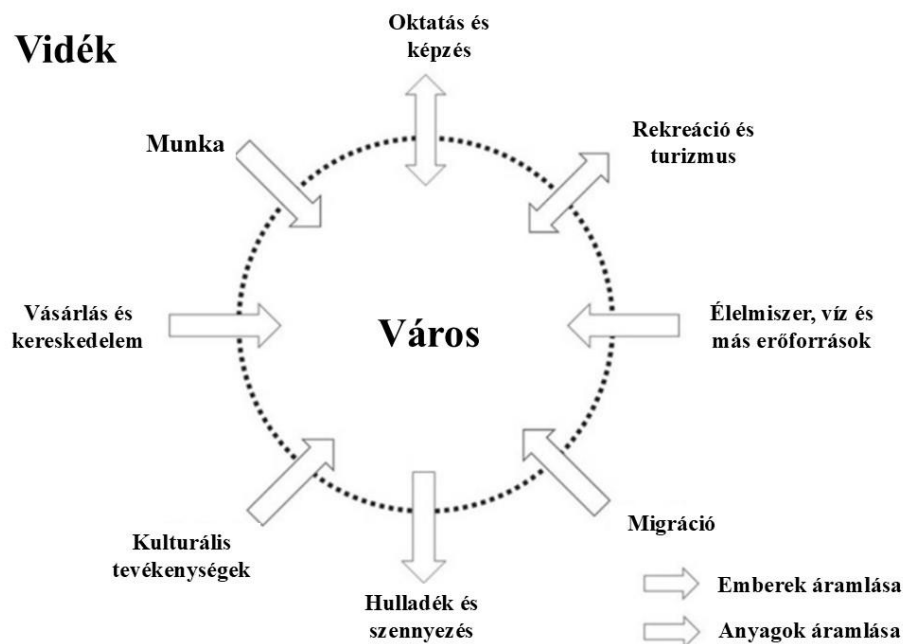 Vidék
Oktatás és
képzés
Munka
Rekreáció és
turizmus
Vásárlás és
kereskedelem
Város
Élelmiszer, víz és
más erőforrások
Kulturális
tevékenységek
Hulladék és
szennyezés
Migráció
Emberek áramlása
Anyagok áramlása